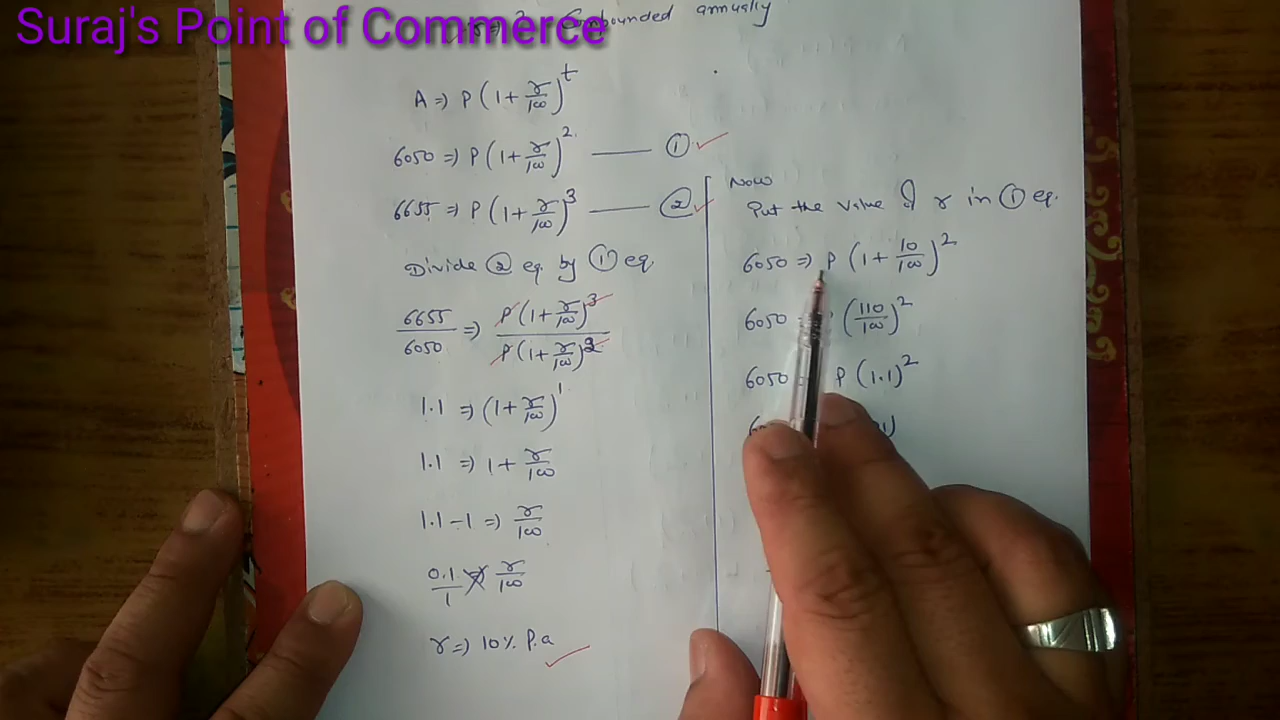 Suraj's Point of Commerce
Compounded annually
A => P (1 + r/100)^t
6050 => P (1 + r/100)^2 —— ①
6655 => P (1 + r/100)^3 —— ②
Divide ② eq. by ① eq
6655/6050 => P (1 + r/100)^3 / P (1 + r/100)^2
1.1 => (1 + r/100)^1
1.1 => 1 + r/100
1.1 - 1 => r/100
0.1/1 => r/100
r => 10% P.a
Now
Put the value of r in ① eq.
6050 => P (1 + 10/100)^2
6050 (110/100)^2
6050 P (1.1)^2